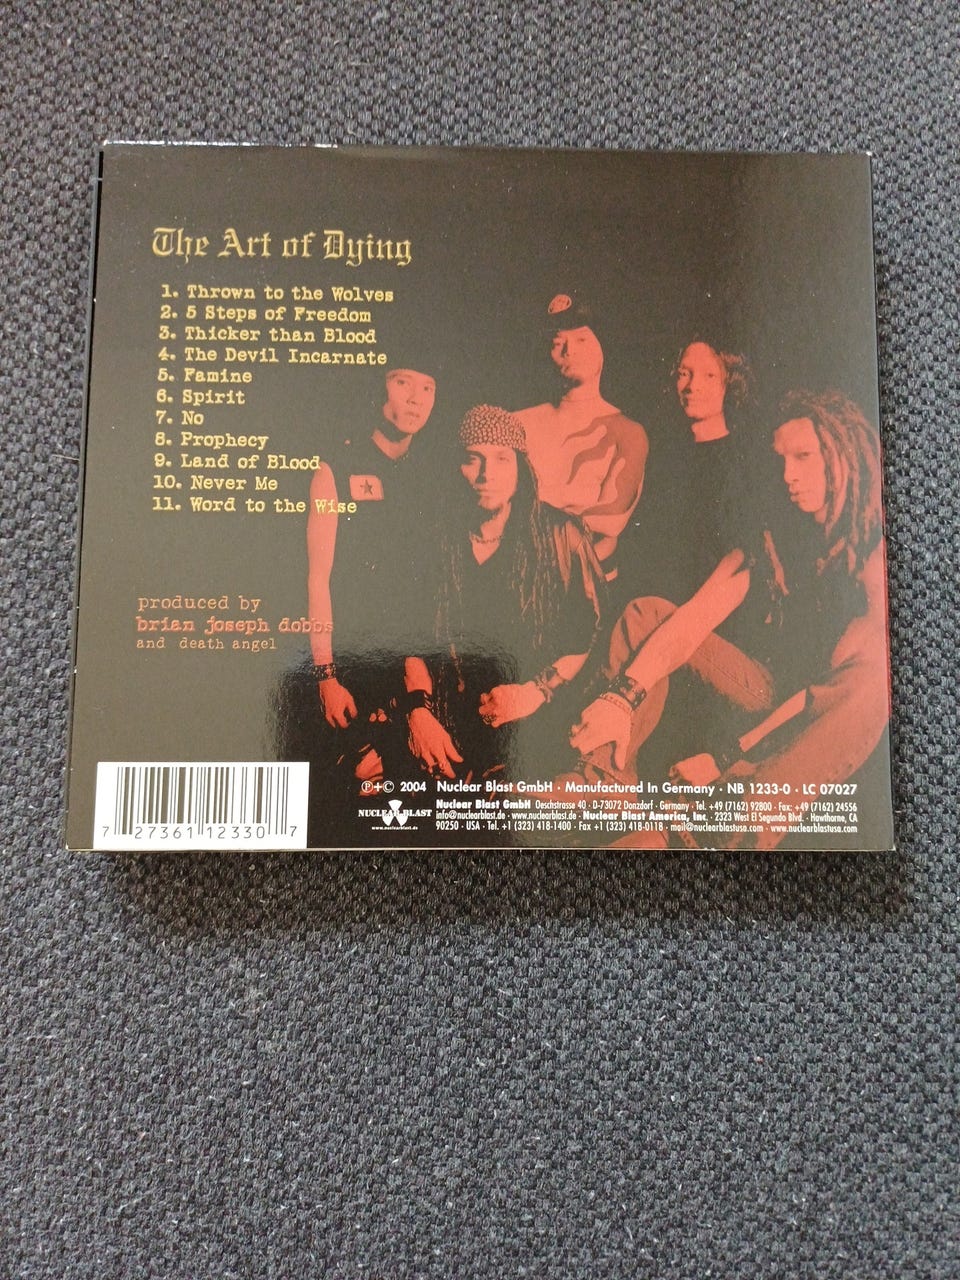 The Art of Dying
1. Thrown to the Wolves
2. 5 Steps of Freedom
3. Thicker than Blood
4. The Devil Incarnate
5. Famine
6. Spirit
7. No
8. Prophecy
9. Land of Blood
10. Never Me
11. Word to the Wise
produced by
brian joseph dobbs
and death angel
7 27361 12330 7
NUCLEAR BLAST
www.nuclearblast.de
℗+© 2004 Nuclear Blast GmbH · Manufactured In Germany · NB 1233-0 · LC 07027
Nuclear Blast GmbH Oeschstrasse 40 · D-73072 Donzdorf · Germany · Tel. +49 (7162) 92800 · Fax: +49 (7162) 24556
info@nuclearblast.de · www.nuclearblast.de · Nuclear Blast America, Inc. · 2323 West El Segundo Blvd. · Hawthorne, CA
90250 · USA · Tel. +1 (323) 418-1400 · Fax +1 (323) 418-0118 · mail@nuclearblastusa.com · www.nuclearblastusa.com